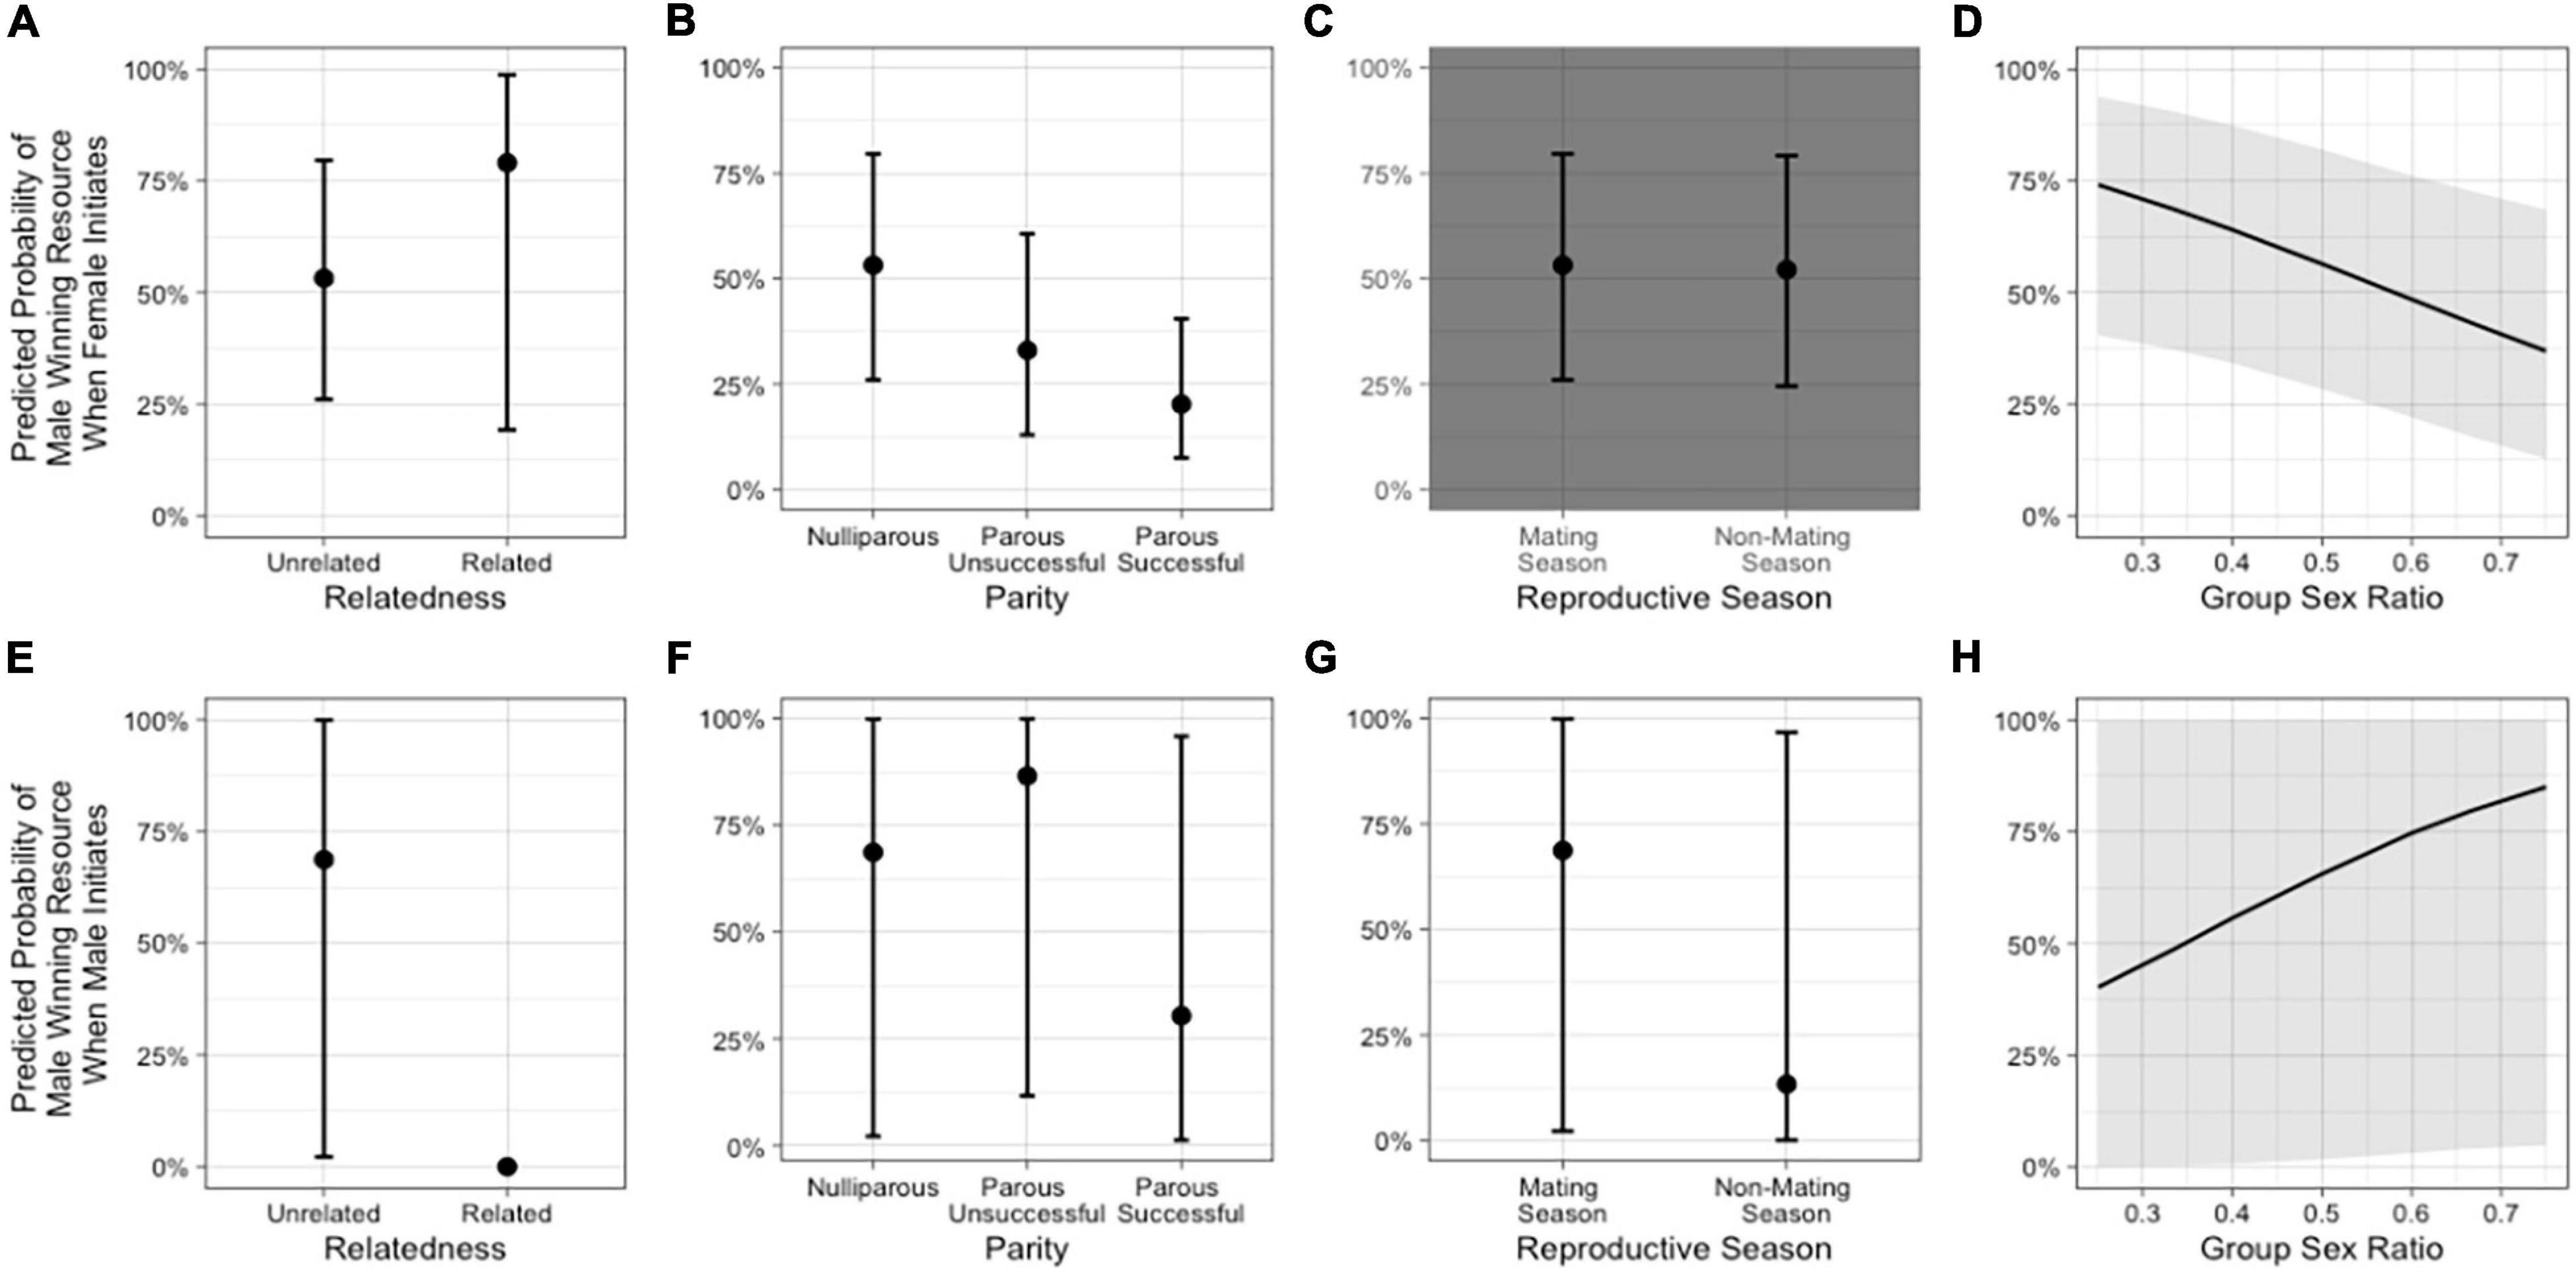 A
B
C
D
Predicted Probability of
Male Winning Resource
When Female Initiates
100%
75%
50%
25%
0%
Unrelated
Related
Relatedness
100%
75%
50%
25%
0%
Nulliparous
Parous
Unsuccessful
Parous
Successful
Parity
100%
75%
50%
25%
0%
Mating
Season
Non-Mating
Season
Reproductive Season
100%
75%
50%
25%
0%
0.3
0.4
0.5
0.6
0.7
Group Sex Ratio
E
F
G
H
Predicted Probability of
Male Winning Resource
When Male Initiates
100%
75%
50%
25%
0%
Unrelated
Related
Relatedness
100%
75%
50%
25%
0%
Nulliparous
Parous
Unsuccessful
Parous
Successful
Parity
100%
75%
50%
25%
0%
Mating
Season
Non-Mating
Season
Reproductive Season
100%
75%
50%
25%
0%
0.3
0.4
0.5
0.6
0.7
Group Sex Ratio